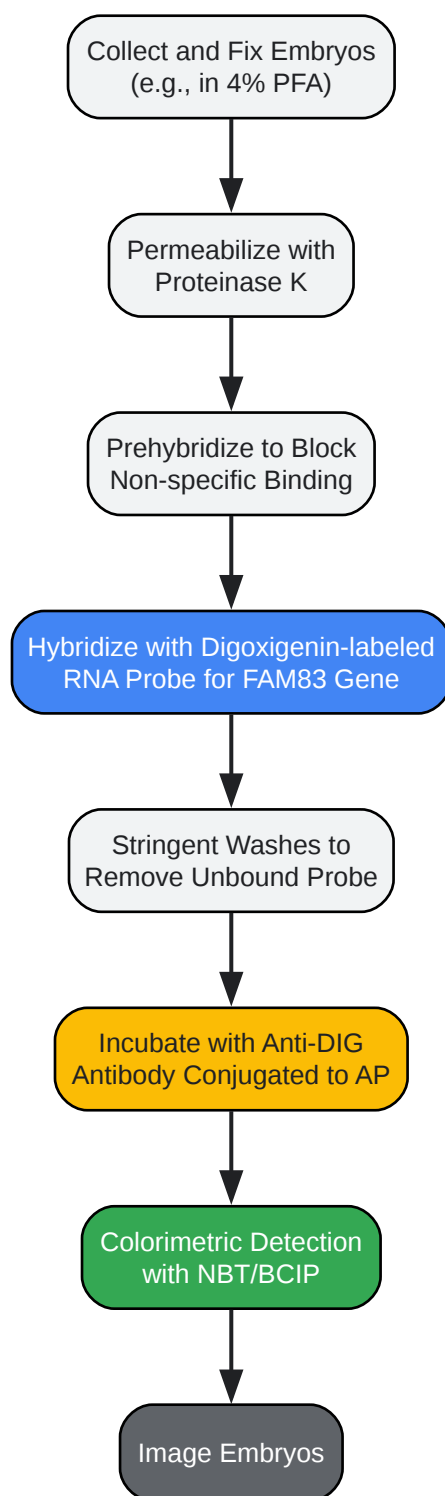 Collect and Fix Embryos
(e.g., in 4% PFA)
Permeabilize with
Proteinase K
Prehybridize to Block
Non-specific Binding
Hybridize with Digoxigenin-labeled
RNA Probe for FAM83 Gene
Stringent Washes to
Remove Unbound Probe
Incubate with Anti-DIG
Antibody Conjugated to AP
Colorimetric Detection
with NBT/BCIP
Image Embryos